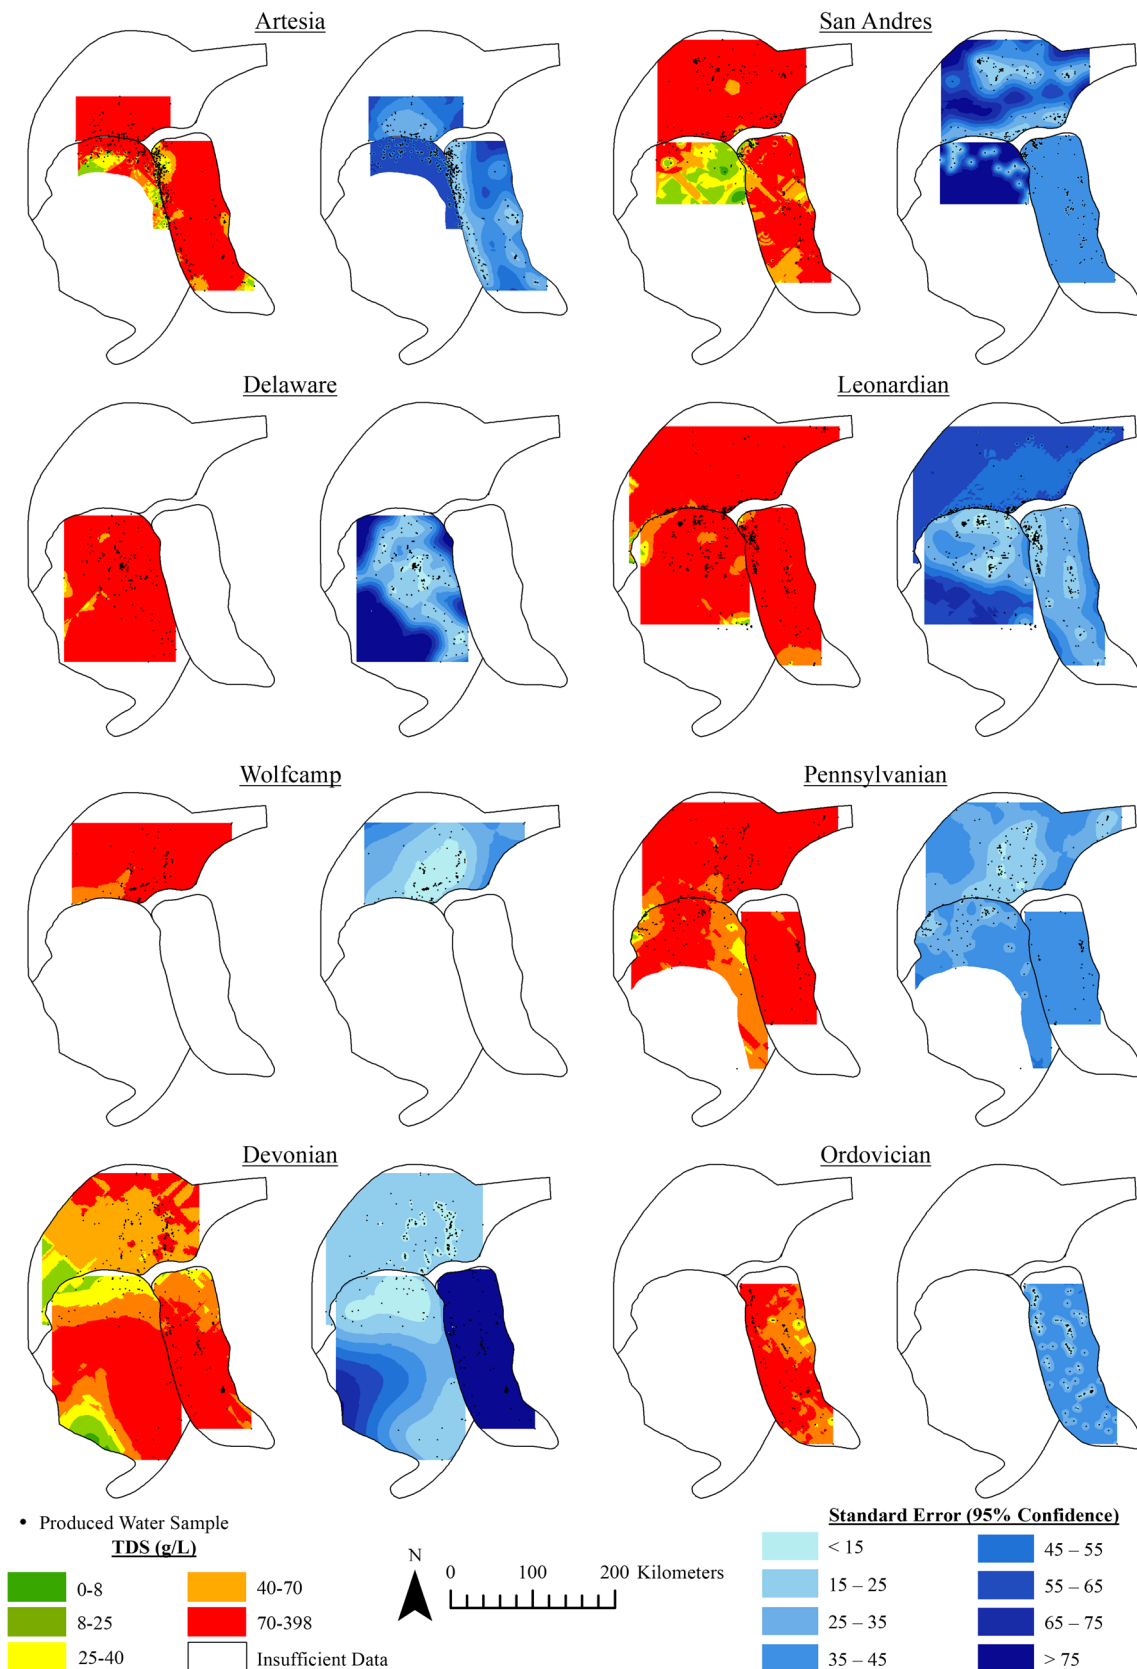 Artesia
San Andres
Delaware
Leonardian
Wolfcamp
Pennsylvanian
Devonian
Ordovician
• Produced Water Sample
TDS (g/L)
0-8
8-25
25-40
40-70
70-398
Insufficient Data
N
0 100 200 Kilometers
Standard Error (95% Confidence)
< 15
15 – 25
25 – 35
35 – 45
45 – 55
55 – 65
65 – 75
> 75